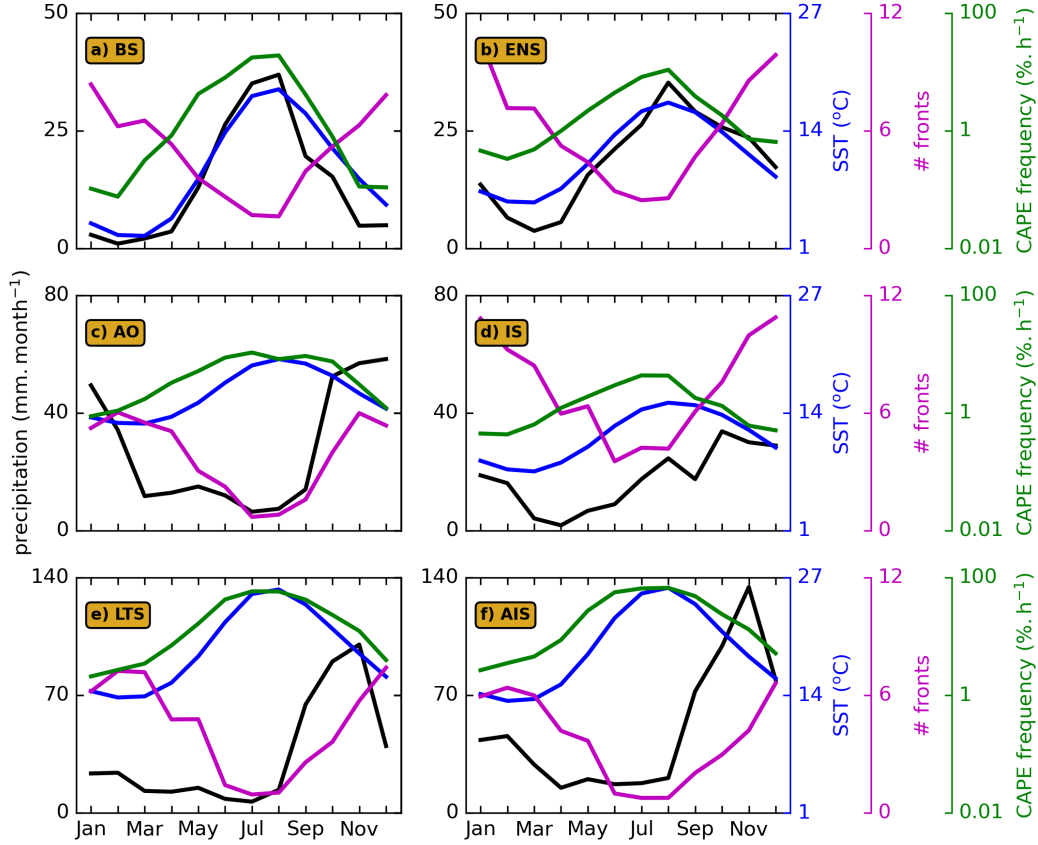 50 a) BS 25 0
50 b) ENS 25 0
27 14 1 SST (°C)
12 6 0 # fronts
100 1 0.01 CAPE frequency (%. h⁻¹)
precipitation (mm. month⁻¹)
80 c) AO 40 0
80 d) IS 40 0
27 14 1 SST (°C)
12 6 0 # fronts
100 1 0.01 CAPE frequency (%. h⁻¹)
140 e) LTS 70 0
140 f) AIS 70 0
27 14 1 SST (°C)
12 6 0 # fronts
100 1 0.01 CAPE frequency (%. h⁻¹)
Jan Mar May Jul Sep Nov
Jan Mar May Jul Sep Nov